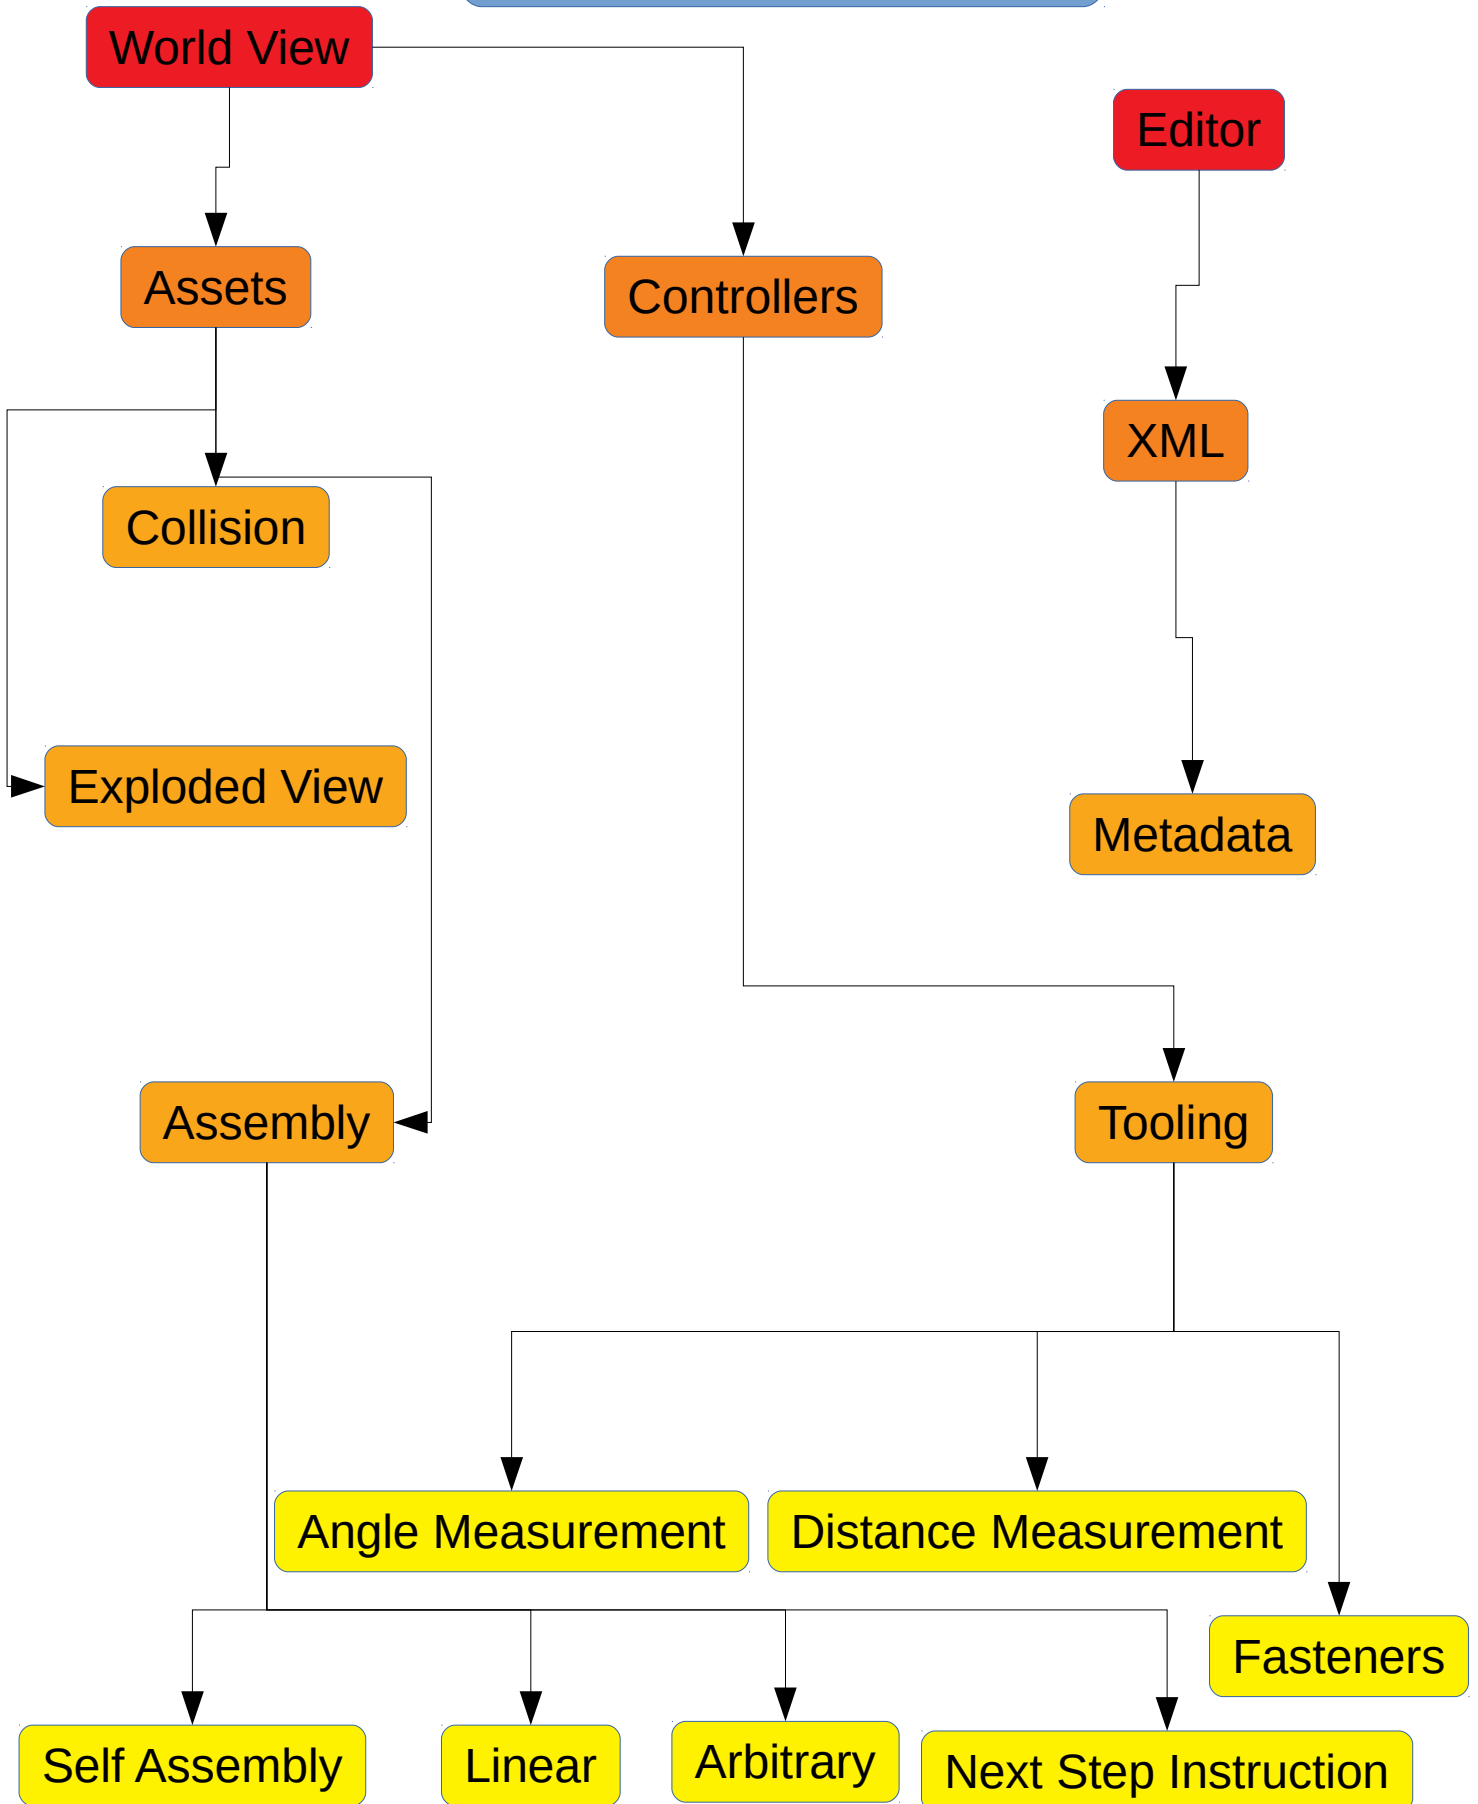 World View
Editor
Assets
Controllers
XML
Collision
Exploded View
Metadata
Assembly
Tooling
Angle Measurement
Distance Measurement
Fasteners
Self Assembly
Linear
Arbitrary
Next Step Instruction